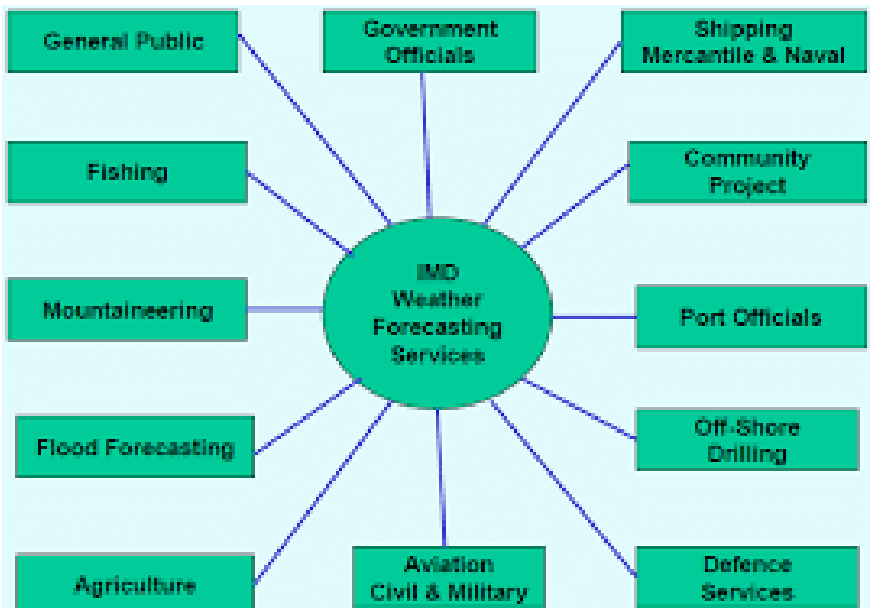 General Public
Government
Officials
Shipping
Mercantile & Naval
Fishing
Community
Project
IMD
Weather
Forecasting
Services
Mountaineering
Port Officials
Flood Forecasting
Off-Shore
Drilling
Agriculture
Aviation
Civil & Military
Defence
Services